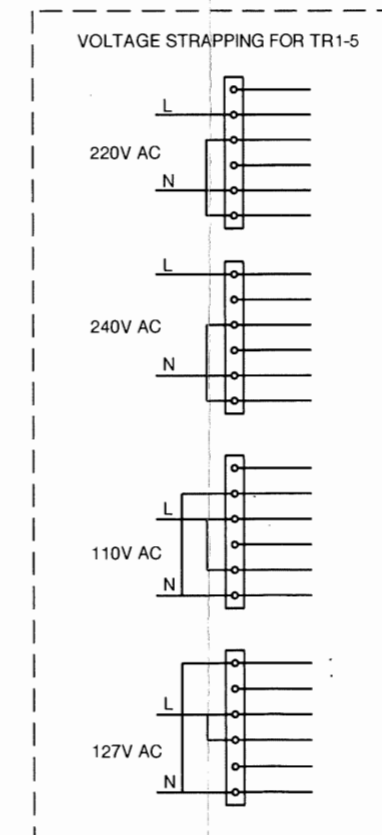 VOLTAGE STRAPPING FOR TR1-5
L
220V AC
N
L
240V AC
N
L
110V AC
N
L
127V AC
N